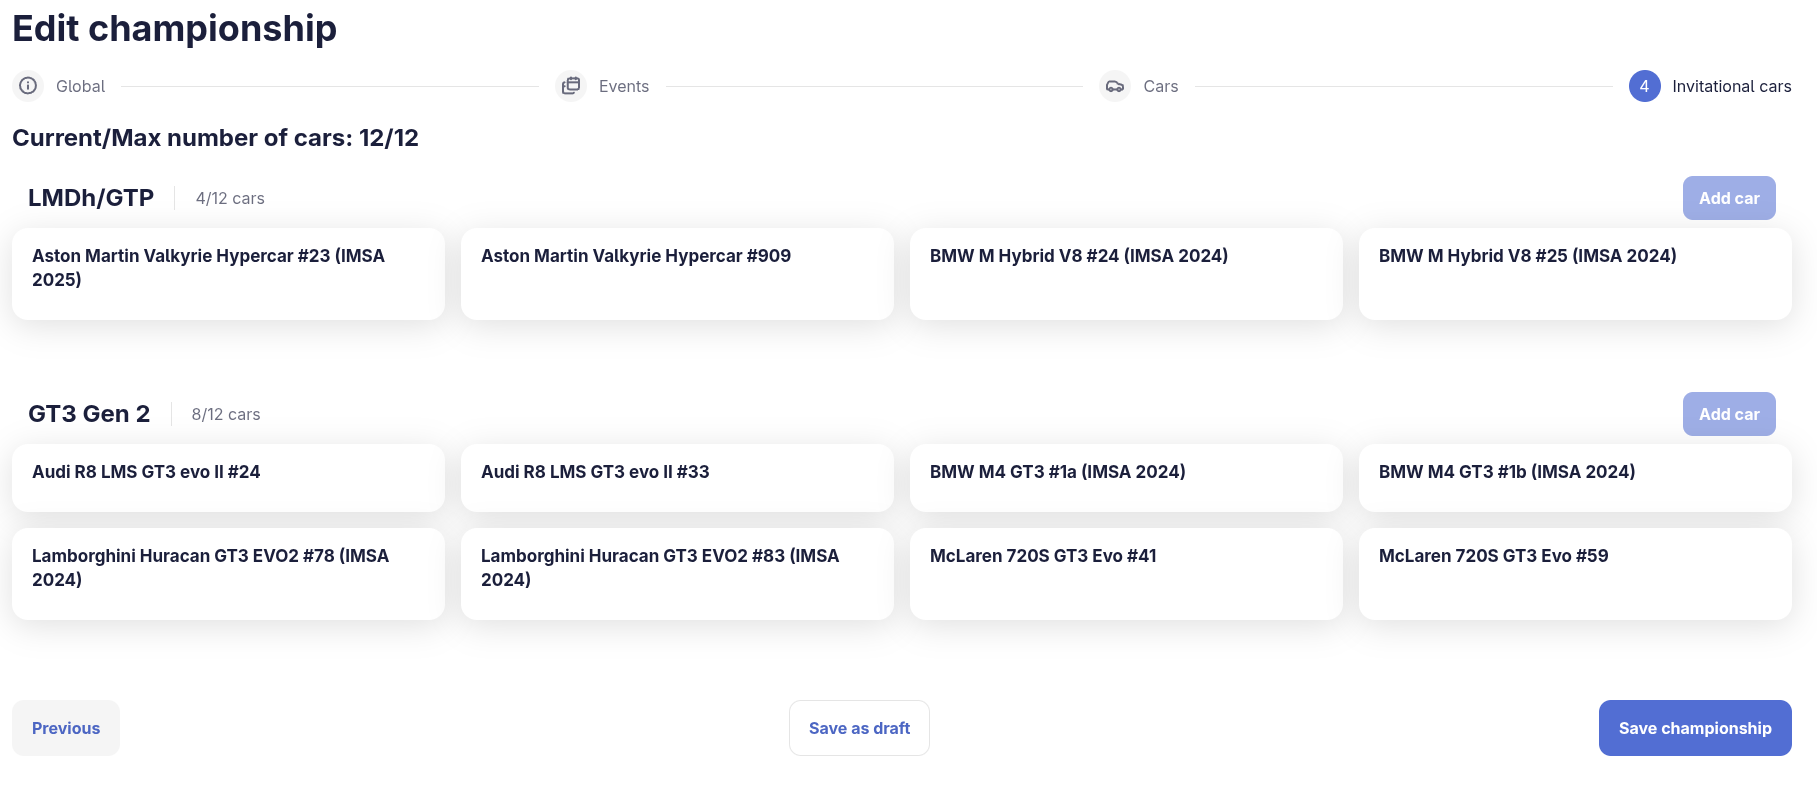 Edit championship
Global
Events
Cars
4
Invitational cars
Current/Max number of cars: 12/12
LMDh/GTP
4/12 cars
Add car
Aston Martin Valkyrie Hypercar #23 (IMSA
2025)
Aston Martin Valkyrie Hypercar #909
BMW M Hybrid V8 #24 (IMSA 2024)
BMW M Hybrid V8 #25 (IMSA 2024)
GT3 Gen 2
8/12 cars
Add car
Audi R8 LMS GT3 evo II #24
Audi R8 LMS GT3 evo II #33
BMW M4 GT3 #1a (IMSA 2024)
BMW M4 GT3 #1b (IMSA 2024)
Lamborghini Huracan GT3 EVO2 #78 (IMSA
2024)
Lamborghini Huracan GT3 EVO2 #83 (IMSA
2024)
McLaren 720S GT3 Evo #41
McLaren 720S GT3 Evo #59
Previous
Save as draft
Save championship